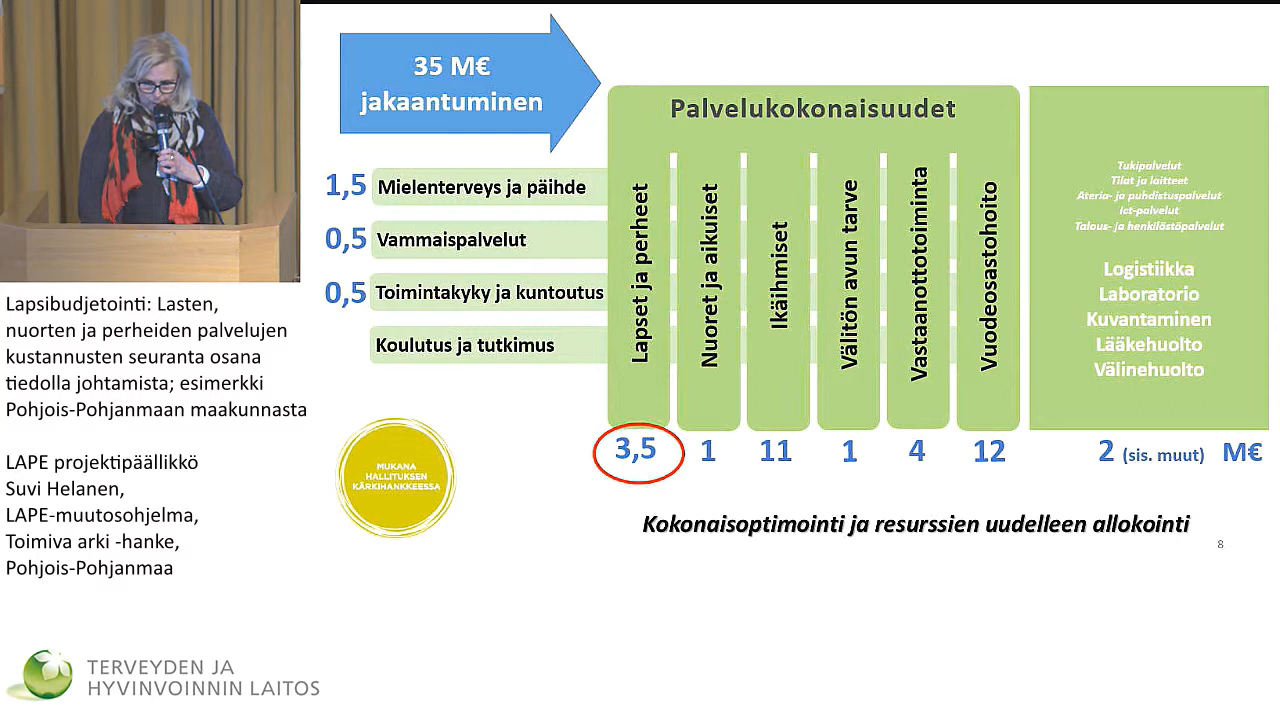 35 M€
jakaantuminen
Palvelukokonaisuudet
1,5 Mielenterveys ja päihde
0,5 Vammaispalvelut
0,5 Toimintakyky ja kuntoutus
Koulutus ja tutkimus
Lapset ja perheet
Nuoret ja aikuiset
Ikäihmiset
Välitön avun tarve
Vastaanottotoiminta
Vuodeosastohoito
Tukipalvelut
Tilat ja laitteet
Ateria- ja puhdistuspalvelut
Ict-palvelut
Talous- ja henkilöstöpalvelut
Logistiikka
Laboratorio
Kuvantaminen
Lääkehuolto
Välinehuolto
3,5 1 11 1 4 12 2 (sis. muut) M€
MUKANA
HALLITUKSEN
KÄRKIHANKKEESSA
Kokonaisoptimointi ja resurssien uudelleen allokointi
8
Lapsibudjetointi: Lasten,
nuorten ja perheiden palvelujen
kustannusten seuranta osana
tiedolla johtamista; esimerkki
Pohjois-Pohjanmaan maakunnasta
LAPE projektipäällikkö
Suvi Helanen,
LAPE-muutosohjelma,
Toimiva arki -hanke,
Pohjois-Pohjanmaa
TERVEYDEN JA
HYVINVOINNIN LAITOS